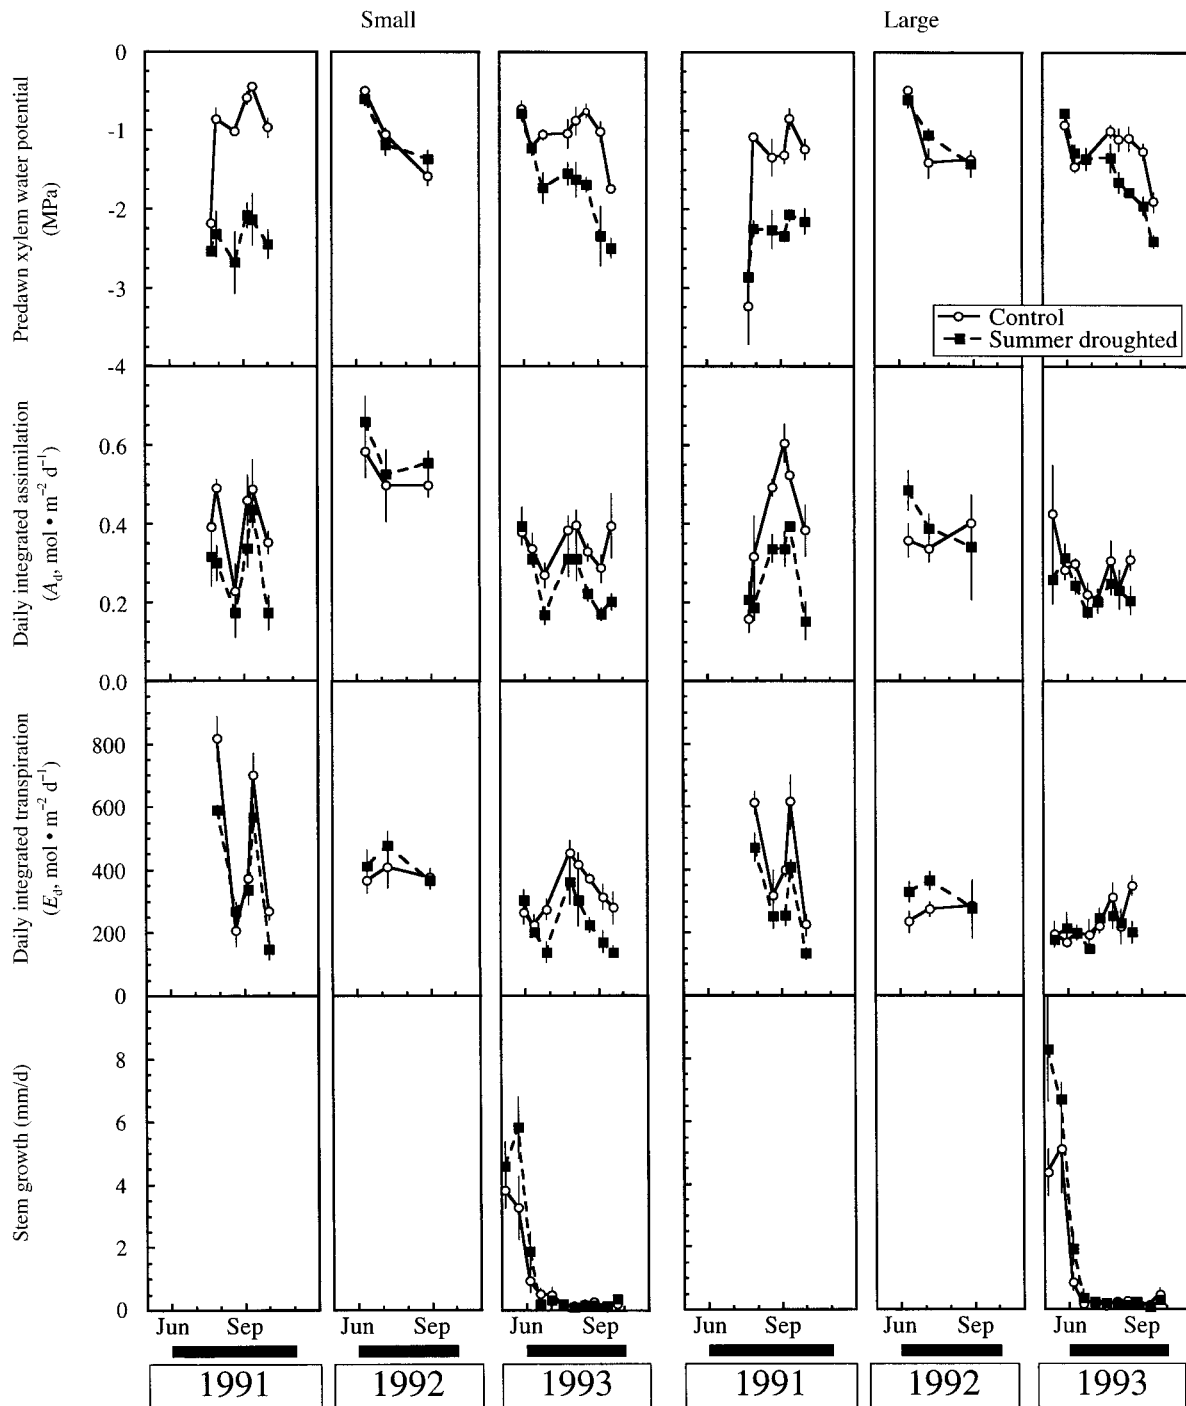 Small Large
Predawn xylem water potential
(MPa)
0
-1
-2
-3
-4
Control
Summer droughted
Daily integrated assimilation
(Ad, mol • m−2 d−1)
0.6
0.4
0.2
0.0
Daily integrated transpiration
(Ed, mol • m−2 d−1)
800
600
400
200
0
Stem growth (mm/d)
8
6
4
2
0
Jun Sep Jun Sep Jun Sep Jun Sep Jun Sep Jun Sep
1991 1992 1993 1991 1992 1993